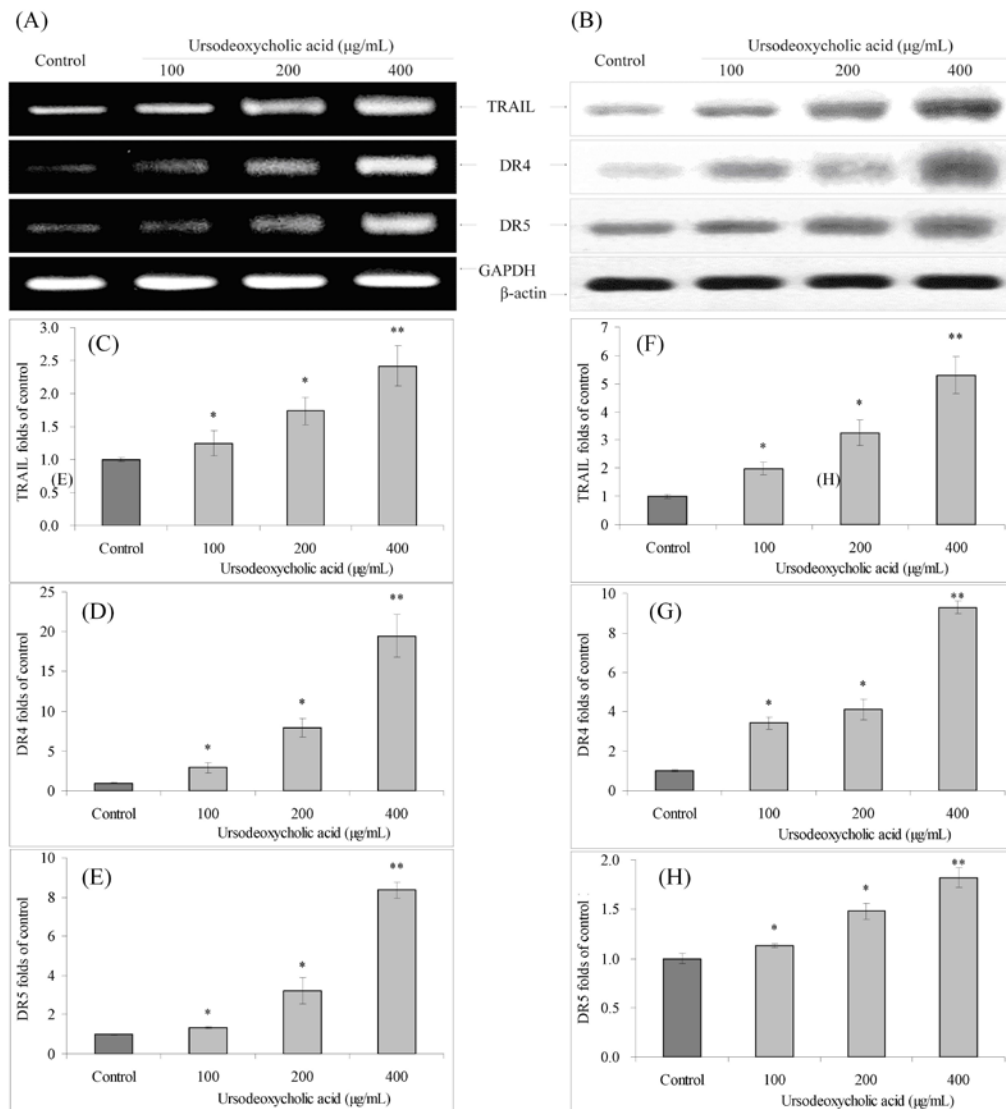 (A)
Ursodeoxycholic acid (μg/mL)
Control
100 200 400
(B)
Ursodeoxycholic acid (μg/mL)
Control
100 200 400
TRAIL
DR4
DR5
GAPDH
β-actin
(C)
TRAIL folds of control
3.0
2.5
2.0
1.5
1.0
0.5
0.0
(E)
* * **
Control 100 200 400
Ursodeoxycholic acid (μg/mL)
(F)
TRAIL folds of control
7
6
5
4
3
2
1
0
(H)
* * **
Control 100 200 400
Ursodeoxycholic acid (μg/mL)
(D)
DR4 folds of control
25
20
15
10
5
0
* * **
Control 100 200 400
Ursodeoxycholic acid (μg/mL)
(G)
DR4 folds of control
10
8
6
4
2
0
* * **
Control 100 200 400
Ursodeoxycholic acid (μg/mL)
(E)
DR5 folds of control
10
8
6
4
2
0
* * **
Control 100 200 400
Ursodeoxycholic acid (μg/mL)
(H)
DR5 folds of control
2.0
1.5
1.0
0.5
0.0
* * **
Control 100 200 400
Ursodeoxycholic acid (μg/mL)